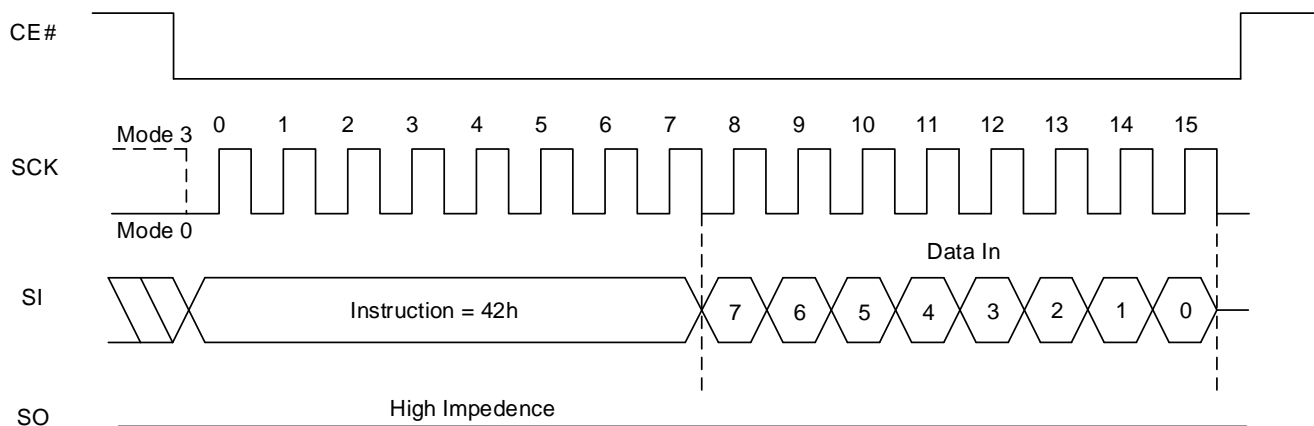 CE#
Mode 3 0 1 2 3 4 5 6 7 8 9 10 11 12 13 14 15
SCK
Mode 0
Data In
SI Instruction = 42h 7 6 5 4 3 2 1 0
High Impedence
SO